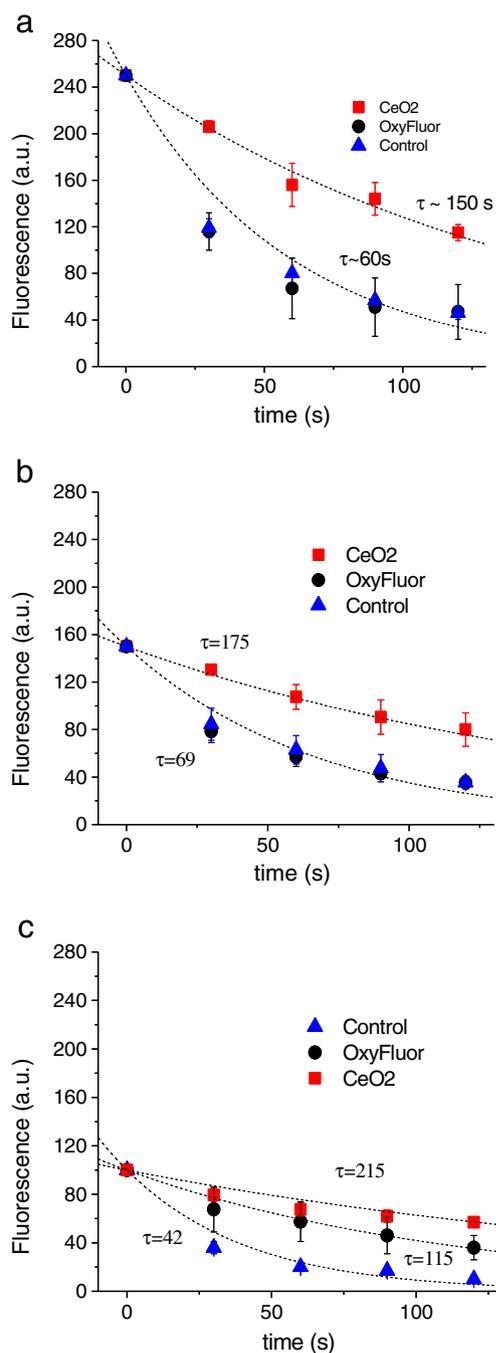 a
280
240
200
160
120
80
40
0
Fluorescence (a.u.)
CeO2
OxyFluor
Control
τ ~ 150 s
τ~60s
0
50
100
time (s)
b
280
240
200
160
120
80
40
0
Fluorescence (a.u.)
CeO2
OxyFluor
Control
τ=175
τ=69
0
50
100
time (s)
c
280
240
200
160
120
80
40
0
Fluorescence (a.u.)
Control
OxyFluor
CeO2
τ=215
τ=42
τ=115
0
50
100
time (s)